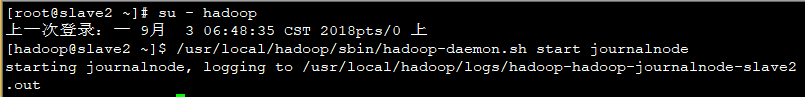 [root@slave2 ~]# su - hadoop
上一次登录：一 9月  3 06:48:35 CST 2018pts/0 上
[hadoop@slave2 ~]$ /usr/local/hadoop/sbin/hadoop-daemon.sh start journalnode
starting journalnode, logging to /usr/local/hadoop/logs/hadoop-hadoop-journalnode-slave2
.out